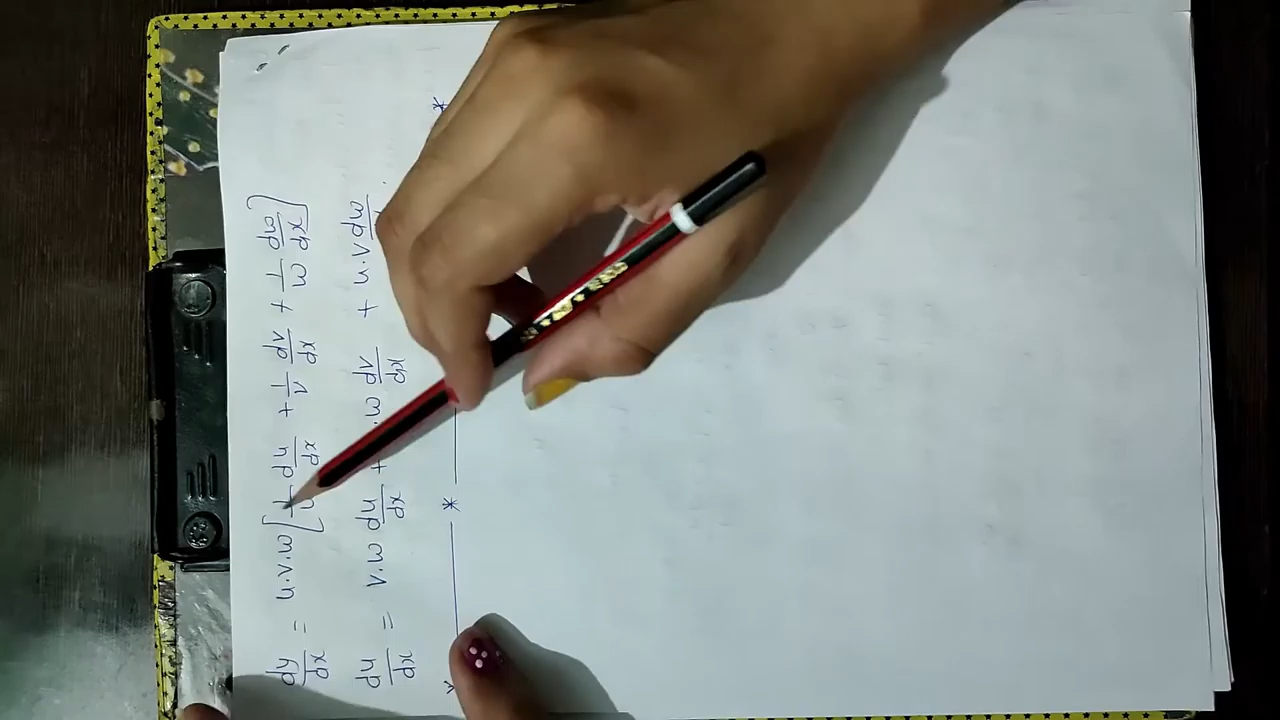 dy/dx = u.v.w [1/u du/dx + 1/v dv/dx + 1/w dw/dx]
du/dx = v.w du/dx + .w dv/dx + u.v dw
* * *